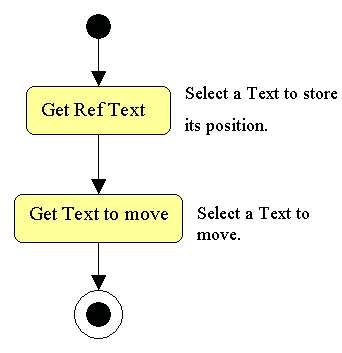 Get Ref Text
Select a Text to store
its position.
Get Text to move
Select a Text to
move.